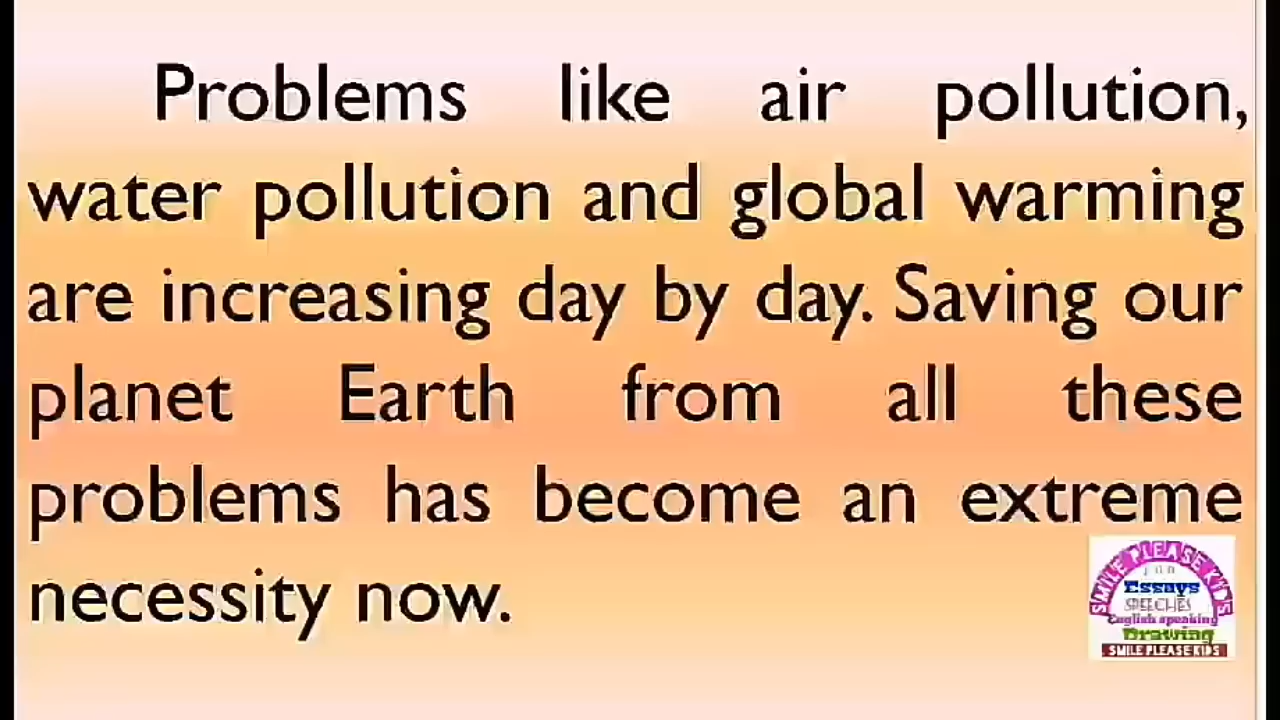 Problems like air pollution,
water pollution and global warming
are increasing day by day. Saving our
planet Earth from all these
problems has become an extreme
necessity now.
SMILE PLEASE KIDS
FOR
Essays
SPEECHES
English speaking
Drawing
SMILE PLEASE KIDS